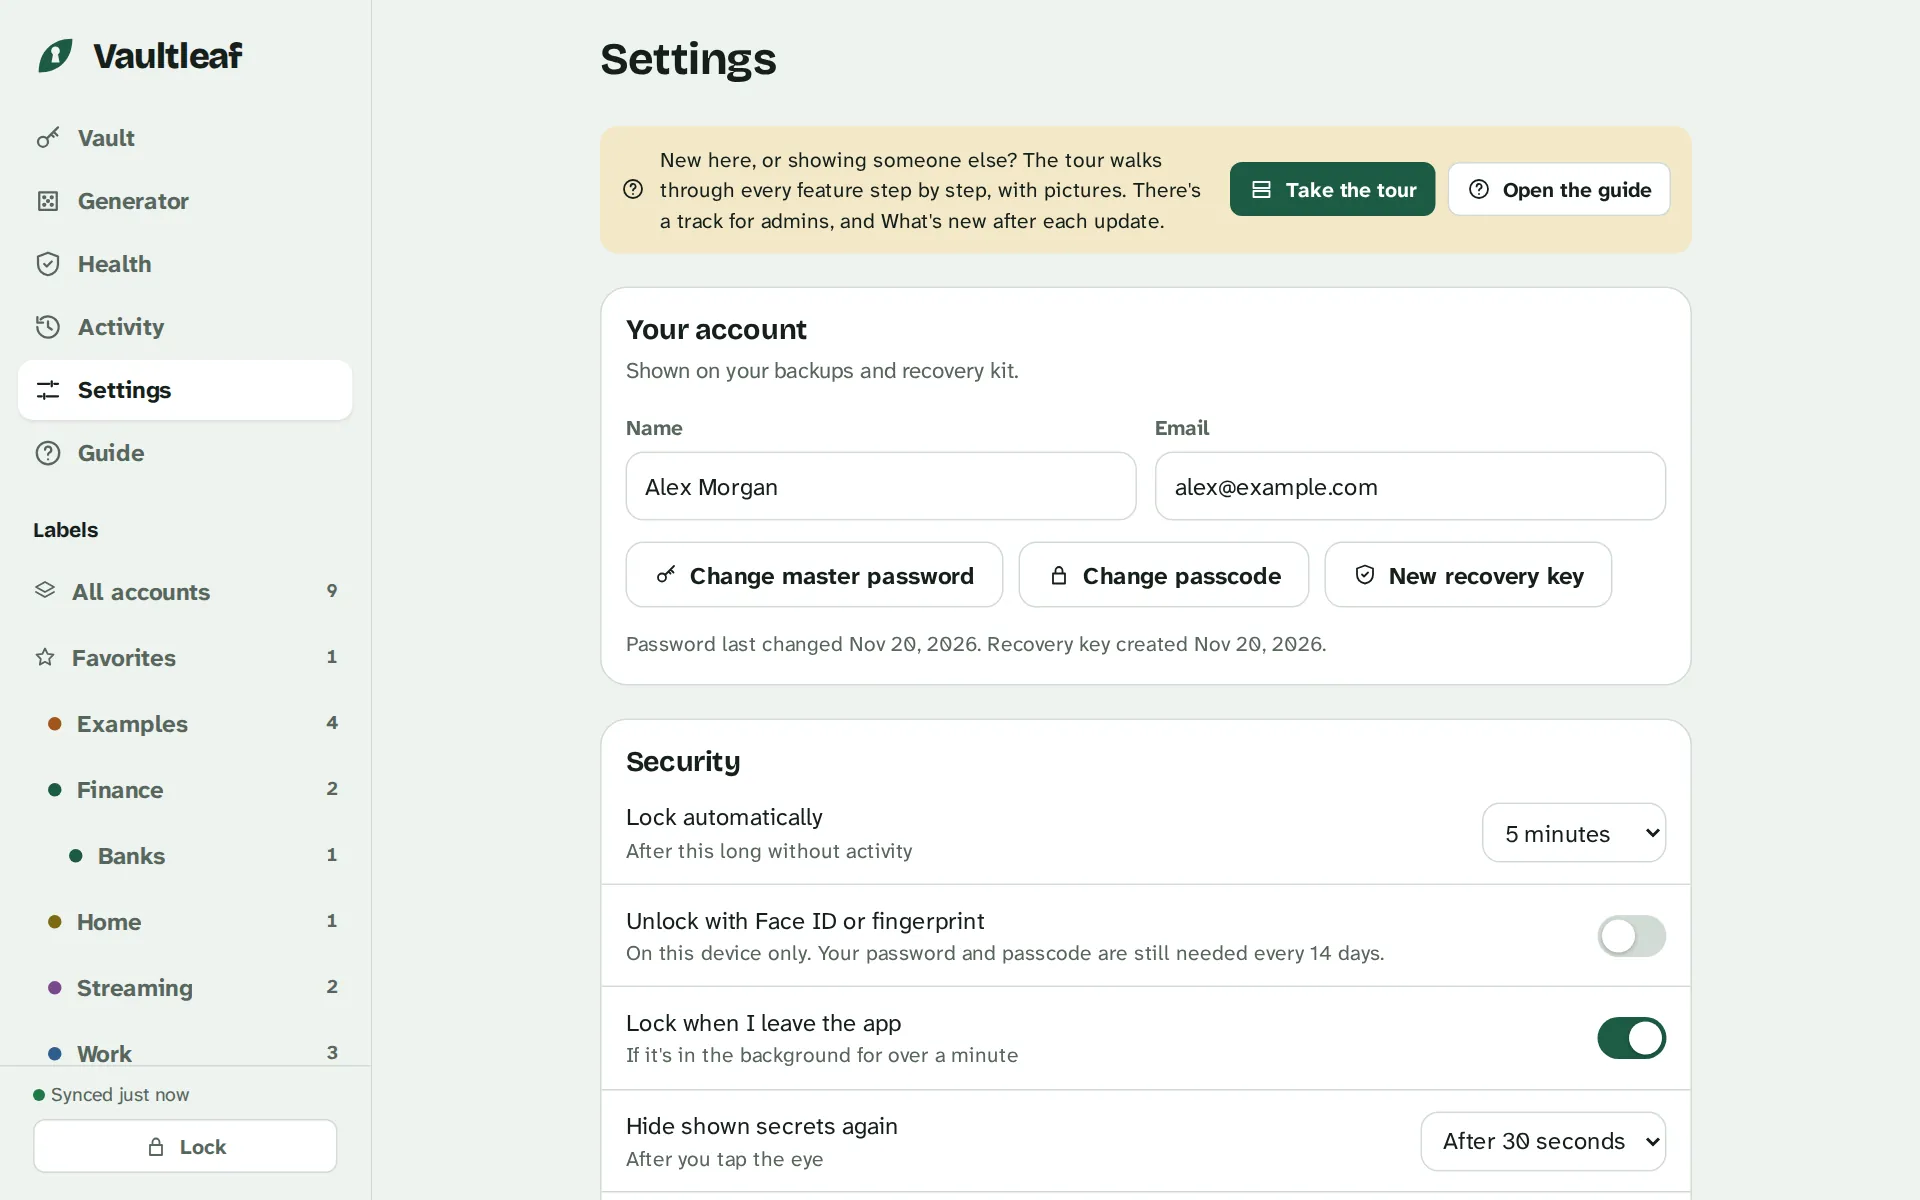 Vaultleaf
Vault
Generator
Health
Activity
Settings
Guide
Labels
All accounts 9
Favorites 1
Examples 4
Finance 2
Banks 1
Home 1
Streaming 2
Work 3
Synced just now
Lock
Settings
New here, or showing someone else? The tour walks
through every feature step by step, with pictures. There's
a track for admins, and What's new after each update.
Take the tour
Open the guide
Your account
Shown on your backups and recovery kit.
Name
Alex Morgan
Email
alex@example.com
Change master password
Change passcode
New recovery key
Password last changed Nov 20, 2026. Recovery key created Nov 20, 2026.
Security
Lock automatically
After this long without activity
5 minutes
Unlock with Face ID or fingerprint
On this device only. Your password and passcode are still needed every 14 days.
Lock when I leave the app
If it's in the background for over a minute
Hide shown secrets again
After you tap the eye
After 30 seconds